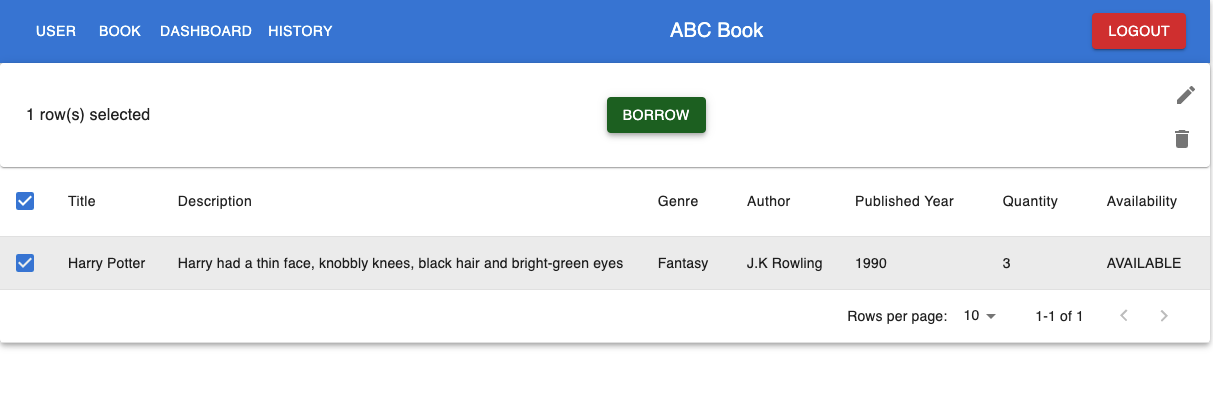 USER BOOK DASHBOARD HISTORY ABC Book LOGOUT
1 row(s) selected BORROW
Title Description Genre Author Published Year Quantity Availability
Harry Potter Harry had a thin face, knobbly knees, black hair and bright-green eyes Fantasy J.K Rowling 1990 3 AVAILABLE
Rows per page: 10 1-1 of 1